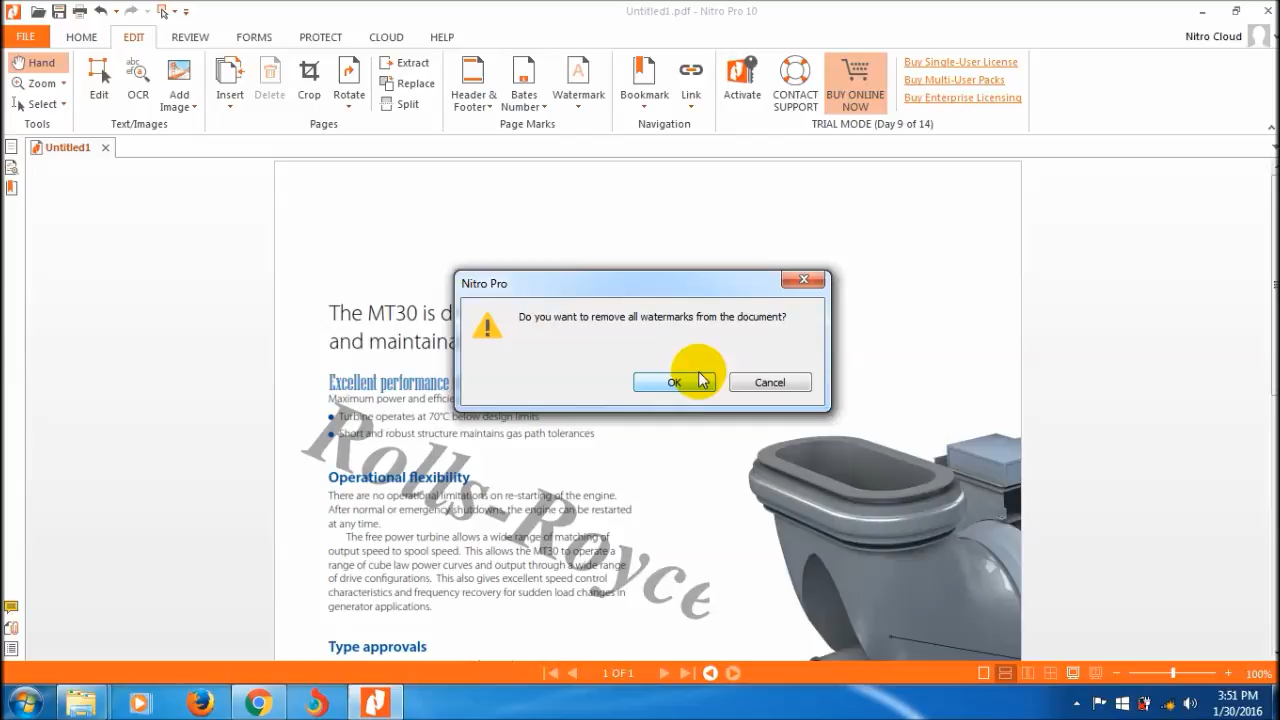 Untitled1.pdf - Nitro Pro 10
FILE
HOME
EDIT
REVIEW
FORMS
PROTECT
CLOUD
HELP
Nitro Cloud
Hand
Zoom
Select
Tools
Edit
OCR
Add
Image
Text/Images
Insert
Delete
Crop
Rotate
Extract
Replace
Split
Pages
Header &
Footer
Bates
Number
Watermark
Page Marks
Bookmark
Link
Navigation
Activate
CONTACT
SUPPORT
BUY ONLINE
NOW
Buy Single-User License
Buy Multi-User Packs
Buy Enterprise Licensing
TRIAL MODE (Day 9 of 14)
Untitled1
Nitro Pro
Do you want to remove all watermarks from the document?
OK
Cancel
The MT30 is d
and maintaina
Excellent performance
Maximum power and effici
Turbine operates at 70°C below design limits
Short and robust structure maintains gas path tolerances
Rolls-Royce
Operational flexibility
There are no operational limitations on re-starting of the engine.
After normal or emergency shutdowns, the engine can be restarted
at any time.
The free power turbine allows a wide range of matching of
output speed to spool speed. This allows the MT30 to operate a
range of cube law power curves and output through a wide range
of drive configurations. This also gives excellent speed control
characteristics and frequency recovery for sudden load changes in
generator applications.
Type approvals
1 OF 1
100%
3:51 PM
1/30/2016